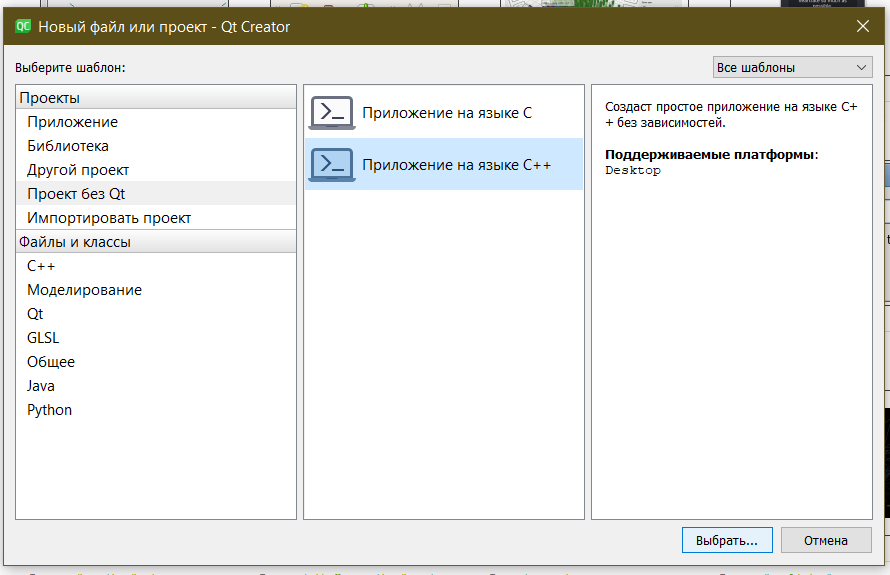 Новый файл или проект - Qt Creator
Выберите шаблон:
Все шаблоны
Проекты
Приложение
Библиотека
Другой проект
Проект без Qt
Импортировать проект
Файлы и классы
C++
Моделирование
Qt
GLSL
Общее
Java
Python
Приложение на языке C
Приложение на языке C++
Создаст простое приложение на языке C+
+ без зависимостей.
Поддерживаемые платформы:
Desktop
Выбрать...
Отмена